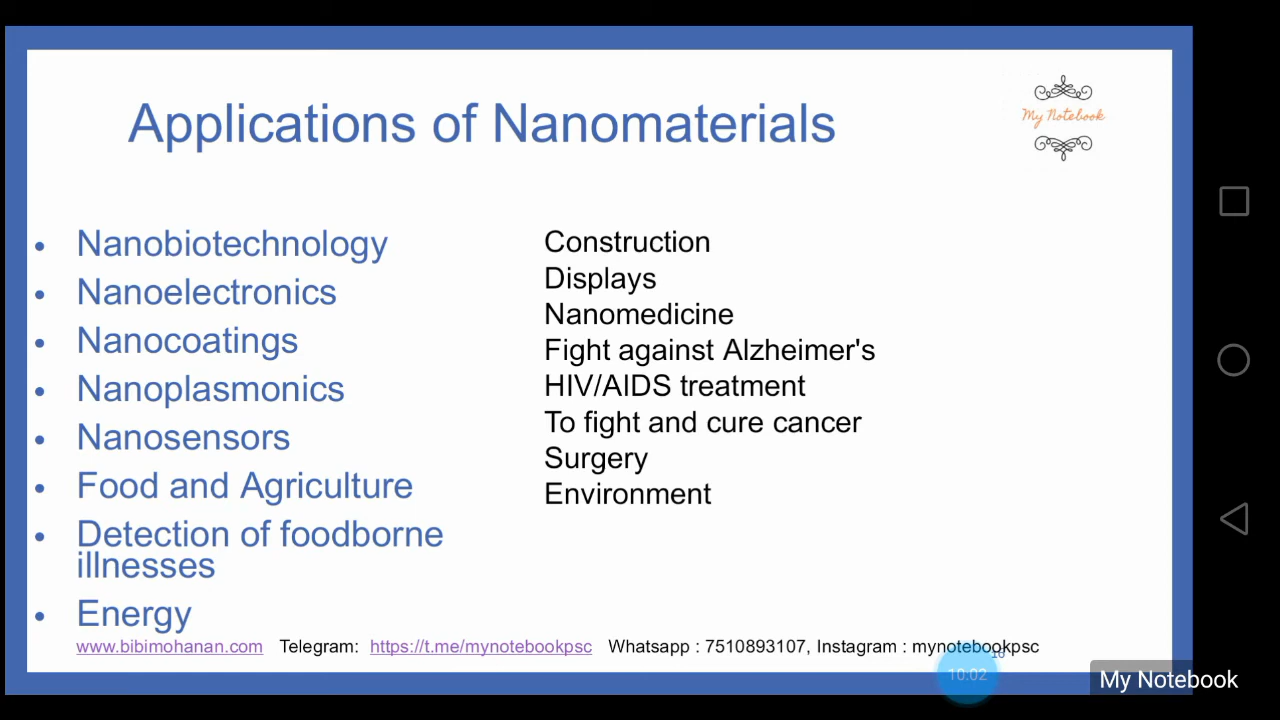 Applications of Nanomaterials
My Notebook
• Nanobiotechnology
• Nanoelectronics
• Nanocoatings
• Nanoplasmonics
• Nanosensors
• Food and Agriculture
• Detection of foodborne
illnesses
• Energy
Construction
Displays
Nanomedicine
Fight against Alzheimer's
HIV/AIDS treatment
To fight and cure cancer
Surgery
Environment
www.bibimohanan.com Telegram: https://t.me/mynotebookpsc Whatsapp : 7510893107, Instagram : mynotebookpsc
10:02
My Notebook